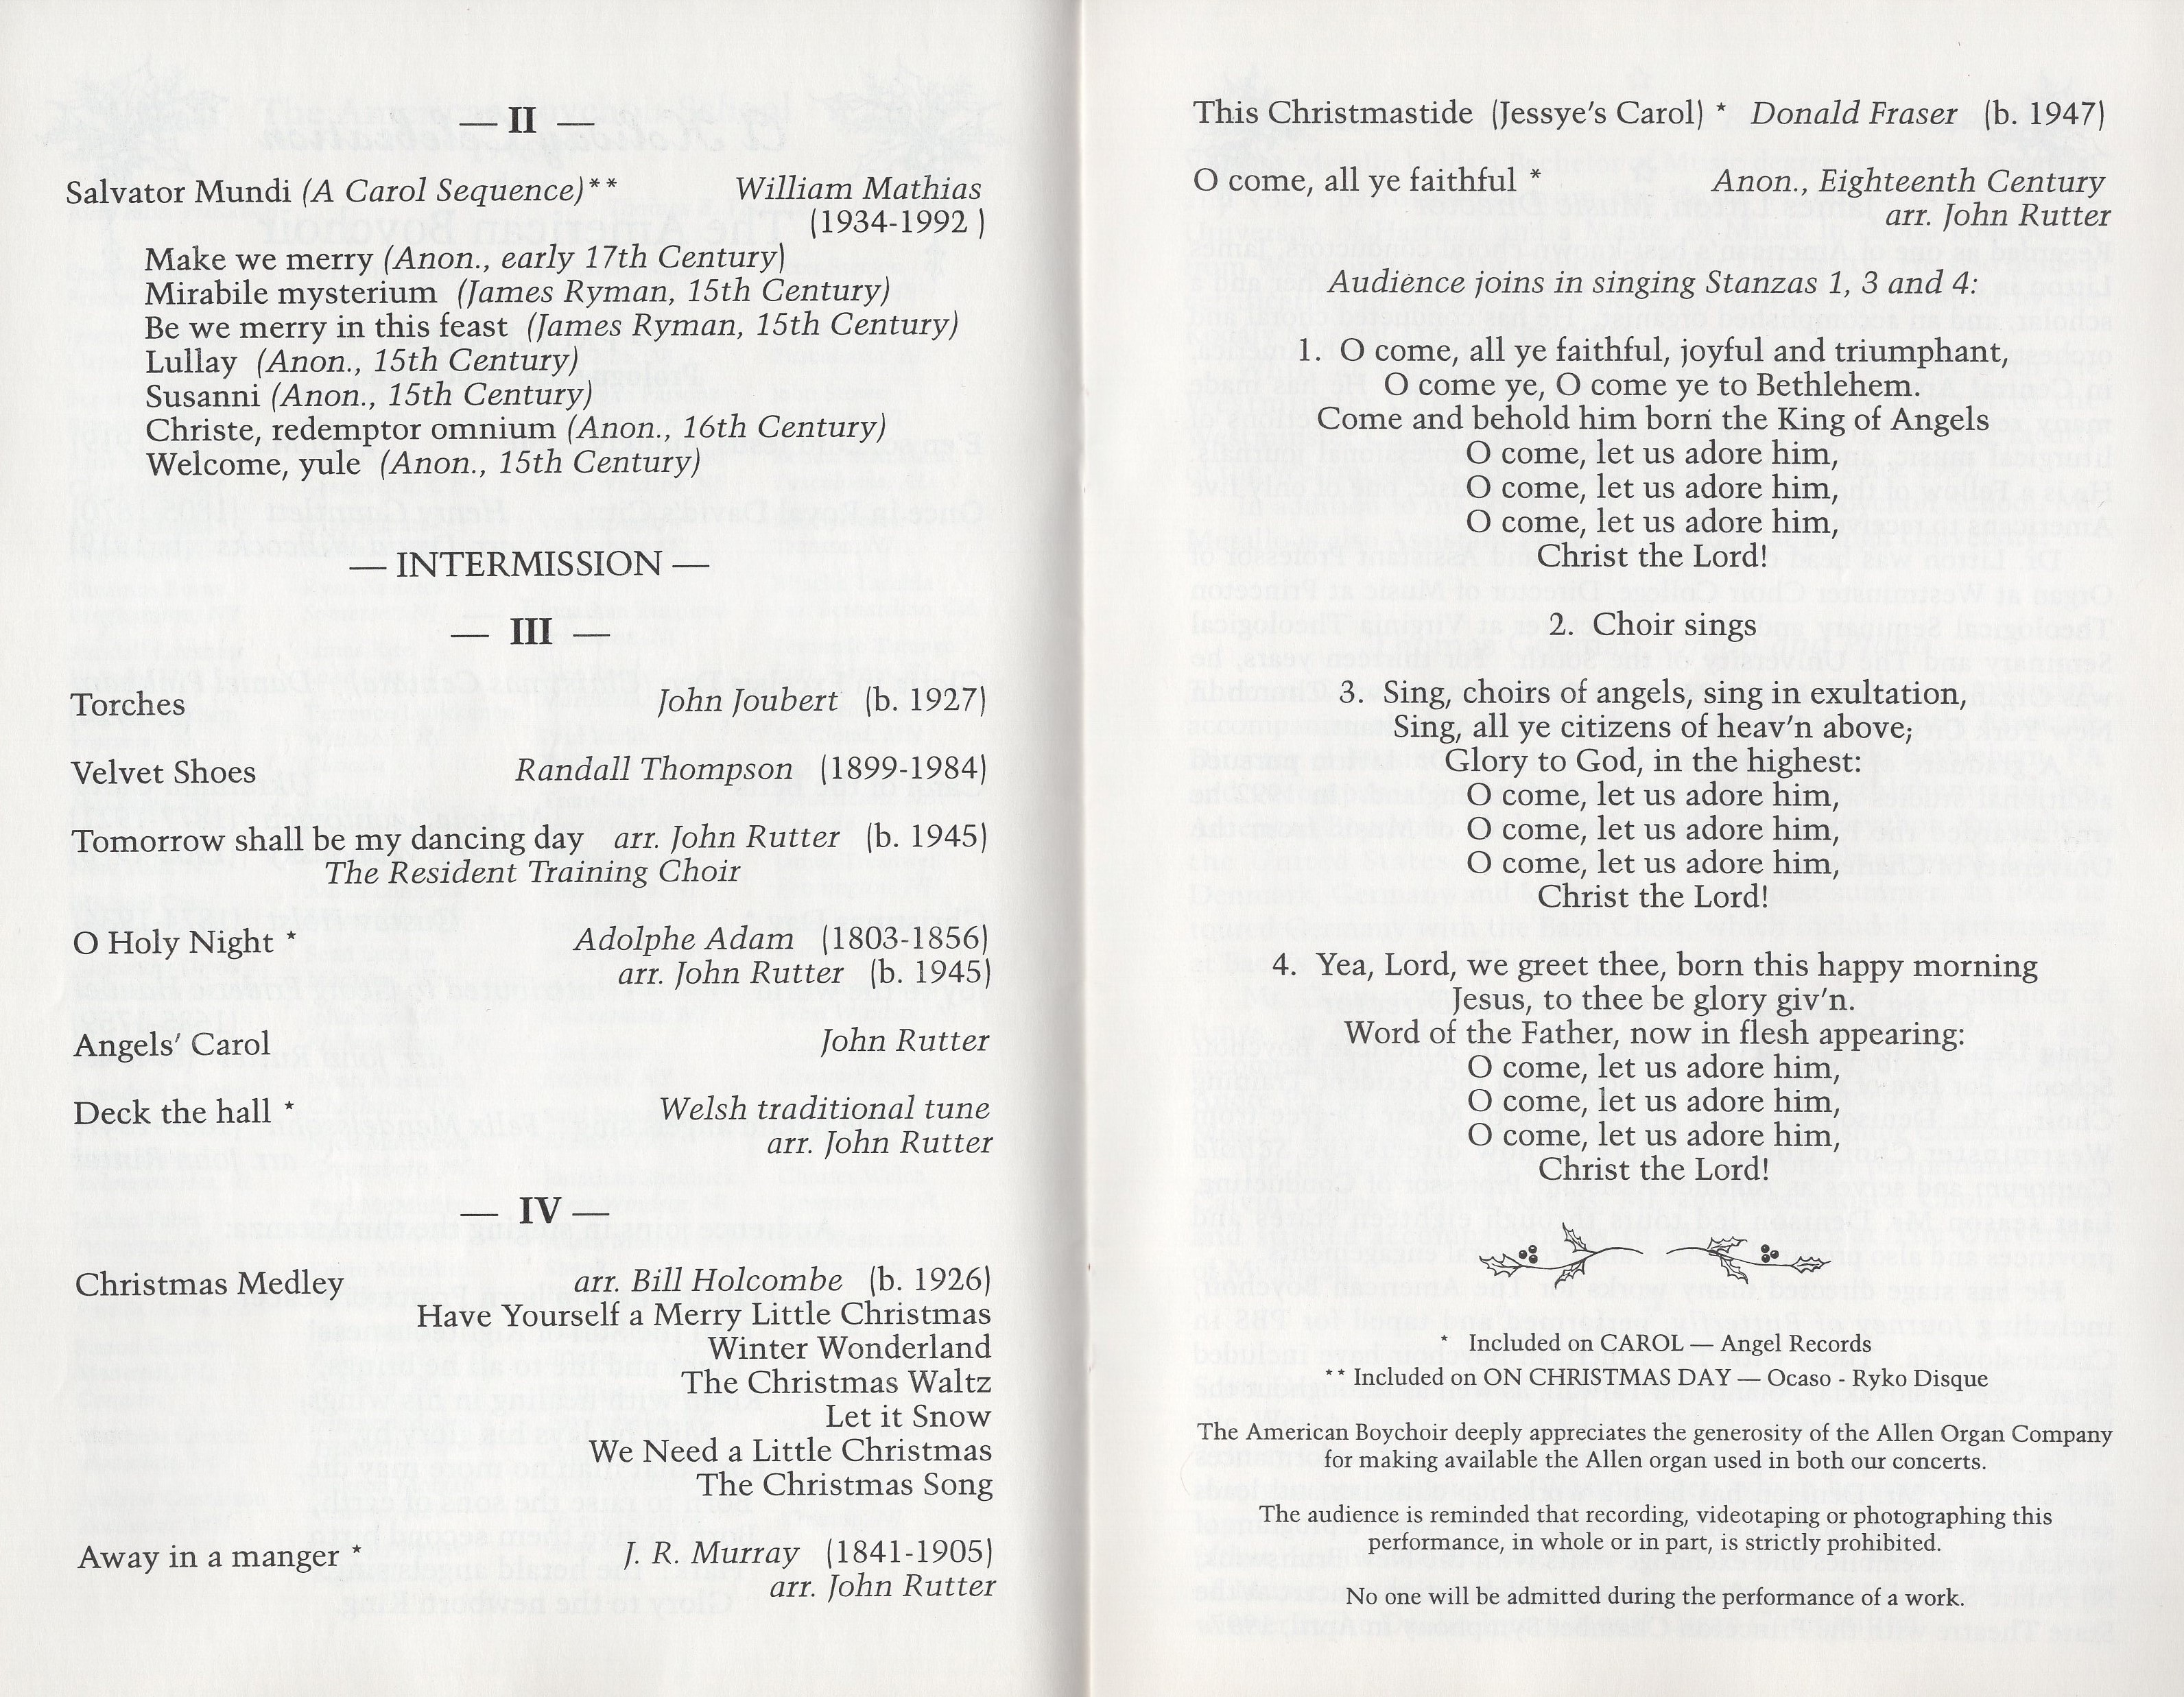 — II —
Salvator Mundi (A Carol Sequence)** William Mathias
(1934-1992 )
Make we merry (Anon., early 17th Century)
Mirabile mysterium (James Ryman, 15th Century)
Be we merry in this feast (James Ryman, 15th Century)
Lullay (Anon., 15th Century)
Susanni (Anon., 15th Century)
Christe, redemptor omnium (Anon., 16th Century)
Welcome, yule (Anon., 15th Century)
— INTERMISSION —
— III —
Torches John Joubert (b. 1927)
Velvet Shoes Randall Thompson (1899-1984)
Tomorrow shall be my dancing day arr. John Rutter (b. 1945)
The Resident Training Choir
O Holy Night * Adolphe Adam (1803-1856)
arr. John Rutter (b. 1945)
Angels' Carol John Rutter
Deck the hall * Welsh traditional tune
arr. John Rutter
— IV —
Christmas Medley arr. Bill Holcombe (b. 1926)
Have Yourself a Merry Little Christmas
Winter Wonderland
The Christmas Waltz
Let it Snow
We Need a Little Christmas
The Christmas Song
Away in a manger * J. R. Murray (1841-1905)
arr. John Rutter
This Christmastide (Jessye's Carol) * Donald Fraser (b. 1947)
O come, all ye faithful * Anon., Eighteenth Century
arr. John Rutter
Audience joins in singing Stanzas 1, 3 and 4:
1. O come, all ye faithful, joyful and triumphant,
O come ye, O come ye to Bethlehem.
Come and behold him born the King of Angels
O come, let us adore him,
O come, let us adore him,
O come, let us adore him,
Christ the Lord!
2. Choir sings
3. Sing, choirs of angels, sing in exultation,
Sing, all ye citizens of heav'n above;
Glory to God, in the highest:
O come, let us adore him,
O come, let us adore him,
O come, let us adore him,
Christ the Lord!
4. Yea, Lord, we greet thee, born this happy morning
Jesus, to thee be glory giv'n.
Word of the Father, now in flesh appearing:
O come, let us adore him,
O come, let us adore him,
O come, let us adore him,
Christ the Lord!
* Included on CAROL — Angel Records
** Included on ON CHRISTMAS DAY — Ocaso - Ryko Disque
The American Boychoir deeply appreciates the generosity of the Allen Organ Company
for making available the Allen organ used in both our concerts.
The audience is reminded that recording, videotaping or photographing this
performance, in whole or in part, is strictly prohibited.
No one will be admitted during the performance of a work.